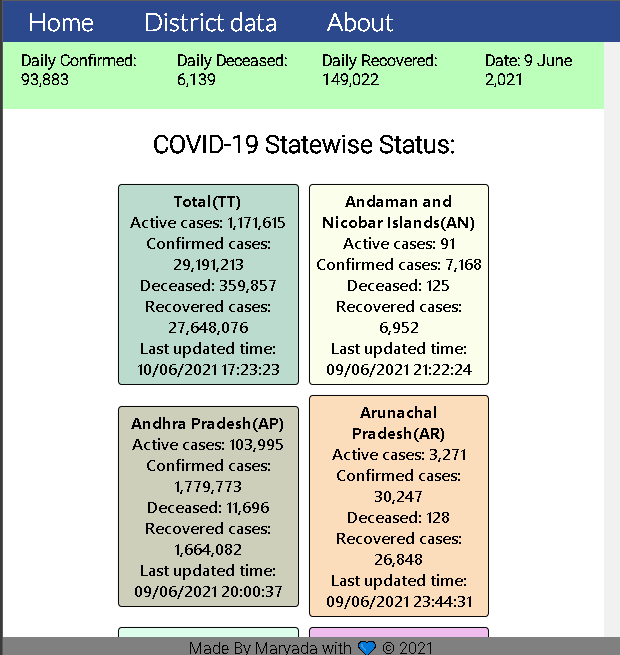 Home District data About
Daily Confirmed: Daily Deceased: Daily Recovered: Date: 9 June
93,883 6,139 149,022 2,021
COVID-19 Statewise Status:
Total(TT)
Active cases: 1,171,615
Confirmed cases:
29,191,213
Deceased: 359,857
Recovered cases:
27,648,076
Last updated time:
10/06/2021 17:23:23
Andaman and
Nicobar Islands(AN)
Active cases: 91
Confirmed cases: 7,168
Deceased: 125
Recovered cases:
6,952
Last updated time:
09/06/2021 21:22:24
Andhra Pradesh(AP)
Active cases: 103,995
Confirmed cases:
1,779,773
Deceased: 11,696
Recovered cases:
1,664,082
Last updated time:
09/06/2021 20:00:37
Arunachal
Pradesh(AR)
Active cases: 3,271
Confirmed cases:
30,247
Deceased: 128
Recovered cases:
26,848
Last updated time:
09/06/2021 23:44:31
Made By Maryada with 💙 © 2021